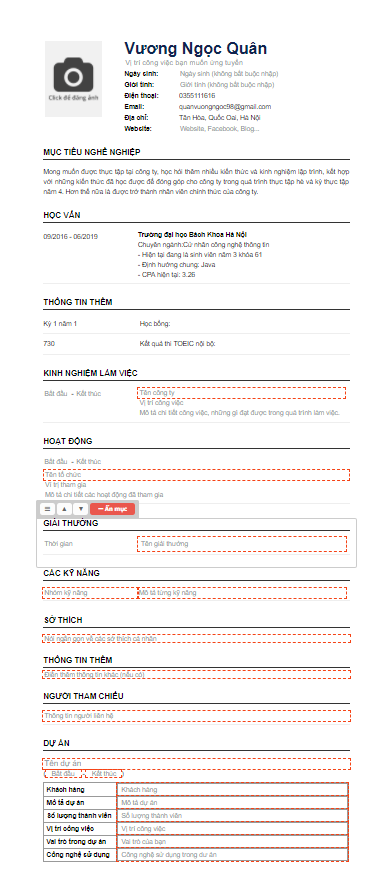 Click để đăng ảnh
Vương Ngọc Quân
Vị trí công việc bạn muốn ứng tuyển
Ngày sinh: Ngày sinh (không bắt buộc nhập)
Giới tính: Giới tính (không bắt buộc nhập)
Điện thoại: 0355111616
Email: quanvuongngoc98@gmail.com
Địa chỉ: Tân Hòa, Quốc Oai, Hà Nội
Website: Website, Facebook, Blog...
MỤC TIÊU NGHỀ NGHIỆP
Mong muốn được thực tập tại công ty, học hỏi thêm nhiều kiến thức và kinh nghiệm lập trình, kết hợp
với những kiến thức đã học được để đóng góp cho công ty trong quá trình thực tập hè và kỳ thực tập
năm 4. Hơn thế nữa là được trở thành nhân viên chính thức của công ty.
HỌC VẤN
09/2016 - 06/2019 Trường đại học Bách Khoa Hà Nội
Chuyên ngành:Cử nhân công nghệ thông tin
- Hiện tại đang là sinh viên năm 3 khóa 61
- Định hướng chung: Java
- CPA hiện tại: 3.26
THÔNG TIN THÊM
Kỳ 1 năm 1 Học bổng:
730 Kết quả thi TOEIC nội bộ:
KINH NGHIỆM LÀM VIỆC
Bắt đầu - Kết thúc Tên công ty
Vị trí công việc
Mô tả chi tiết công việc, những gì đạt được trong quá trình làm việc.
HOẠT ĐỘNG
Bắt đầu - Kết thúc
Tên tổ chức
Vị trí tham gia
Mô tả chi tiết các hoạt động đã tham gia
≡ ▲ ▼ — Ẩn mục
GIẢI THƯỞNG
Thời gian Tên giải thưởng
CÁC KỸ NĂNG
Nhóm kỹ năng Mô tả từng kỹ năng
SỞ THÍCH
Nói ngắn gọn về các sở thích cá nhân
THÔNG TIN THÊM
Điền thêm thông tin khác (nếu có)
NGƯỜI THAM CHIẾU
Thông tin người liên hệ
DỰ ÁN
Tên dự án
( Bắt đầu - Kết thúc )
Khách hàng Khách hàng
Mô tả dự án Mô tả dự án
Số lượng thành viên Số lượng thành viên
Vị trí công việc Vị trí công việc
Vai trò trong dự án Vai trò của bạn
Công nghệ sử dụng Công nghệ sử dụng trong dự án